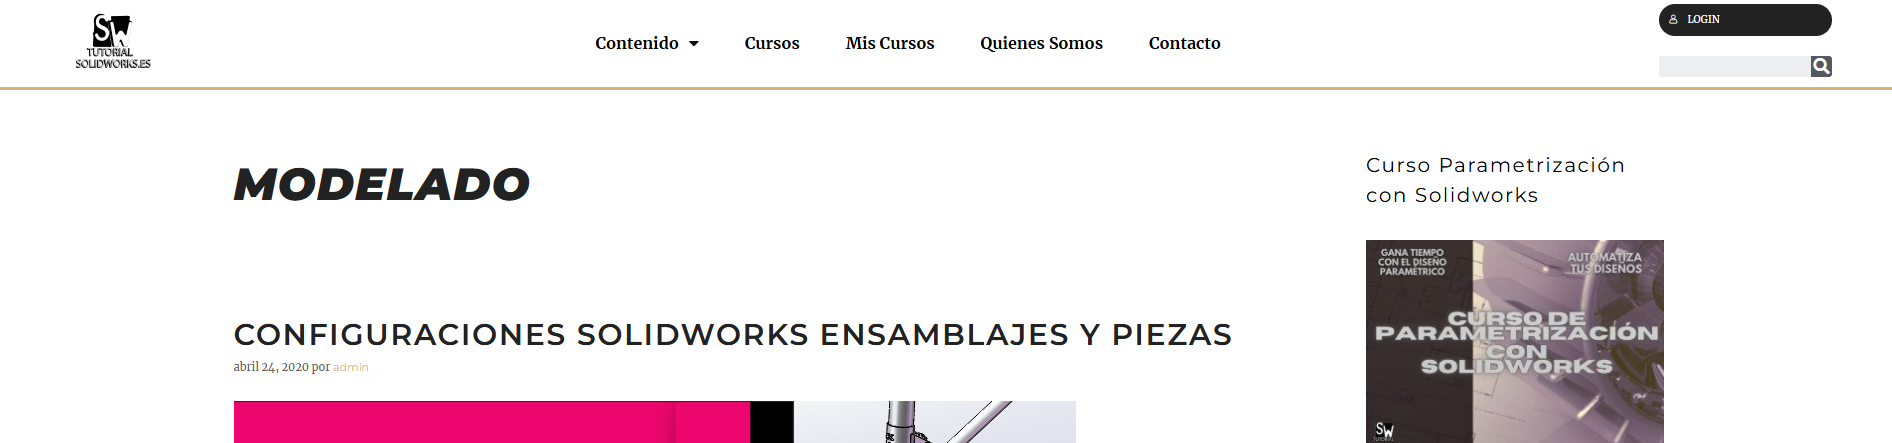 SW
TUTORIAL
SOLIDWORKS.ES
Contenido
Cursos
Mis Cursos
Quienes Somos
Contacto
LOGIN
MODELADO
CONFIGURACIONES SOLIDWORKS ENSAMBLAJES Y PIEZAS
abril 24, 2020 por admin
Curso Parametrización
con Solidworks
GANA TIEMPO
CON EL DISEÑO
PARAMÉTRICO
AUTOMATIZA
TUS DISEÑOS
CURSO DE
PARAMETRIZACIÓN
CON
SOLIDWORKS
SW
TUTORIAL